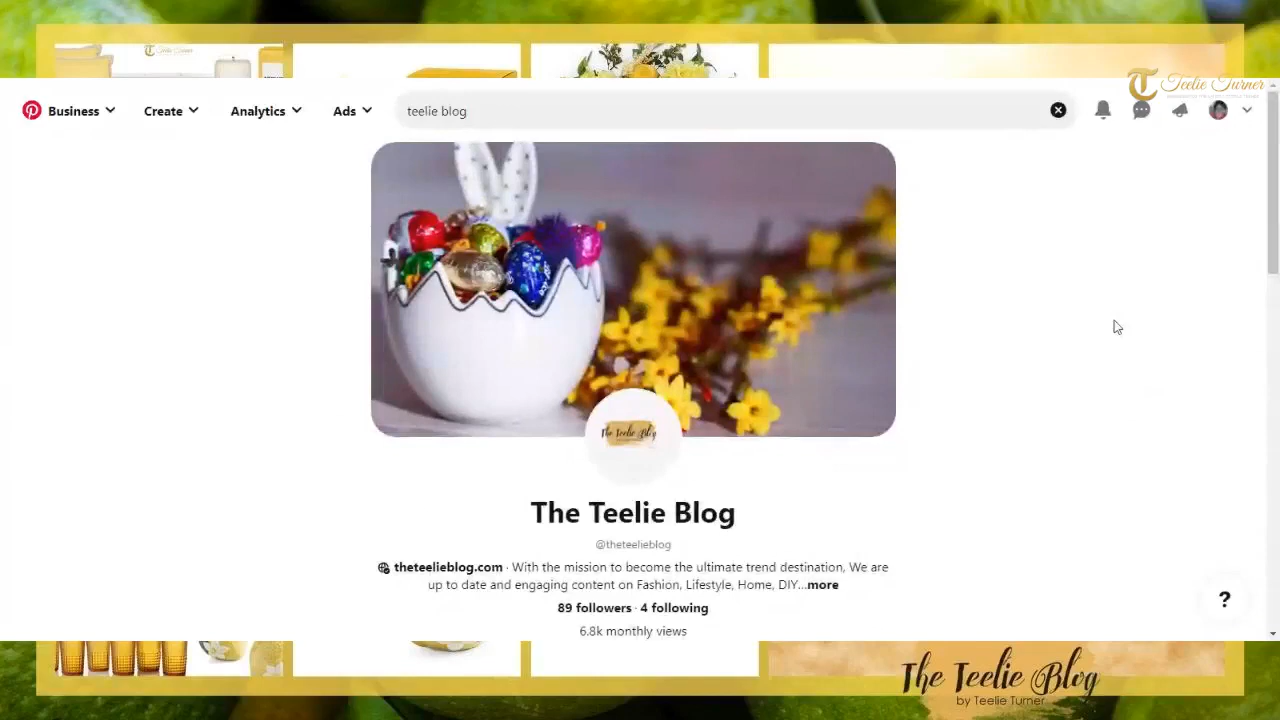 Teelie Turner
Teelie Turner
Business
Create
Analytics
Ads
teelie blog
The Teelie Blog
The Teelie Blog
@theteelieblog
theteelieblog.com · With the mission to become the ultimate trend destination, We are
up to date and engaging content on Fashion, Lifestyle, Home, DIY...more
89 followers · 4 following
6.8k monthly views
?
The Teelie Blog
by Teelie Turner